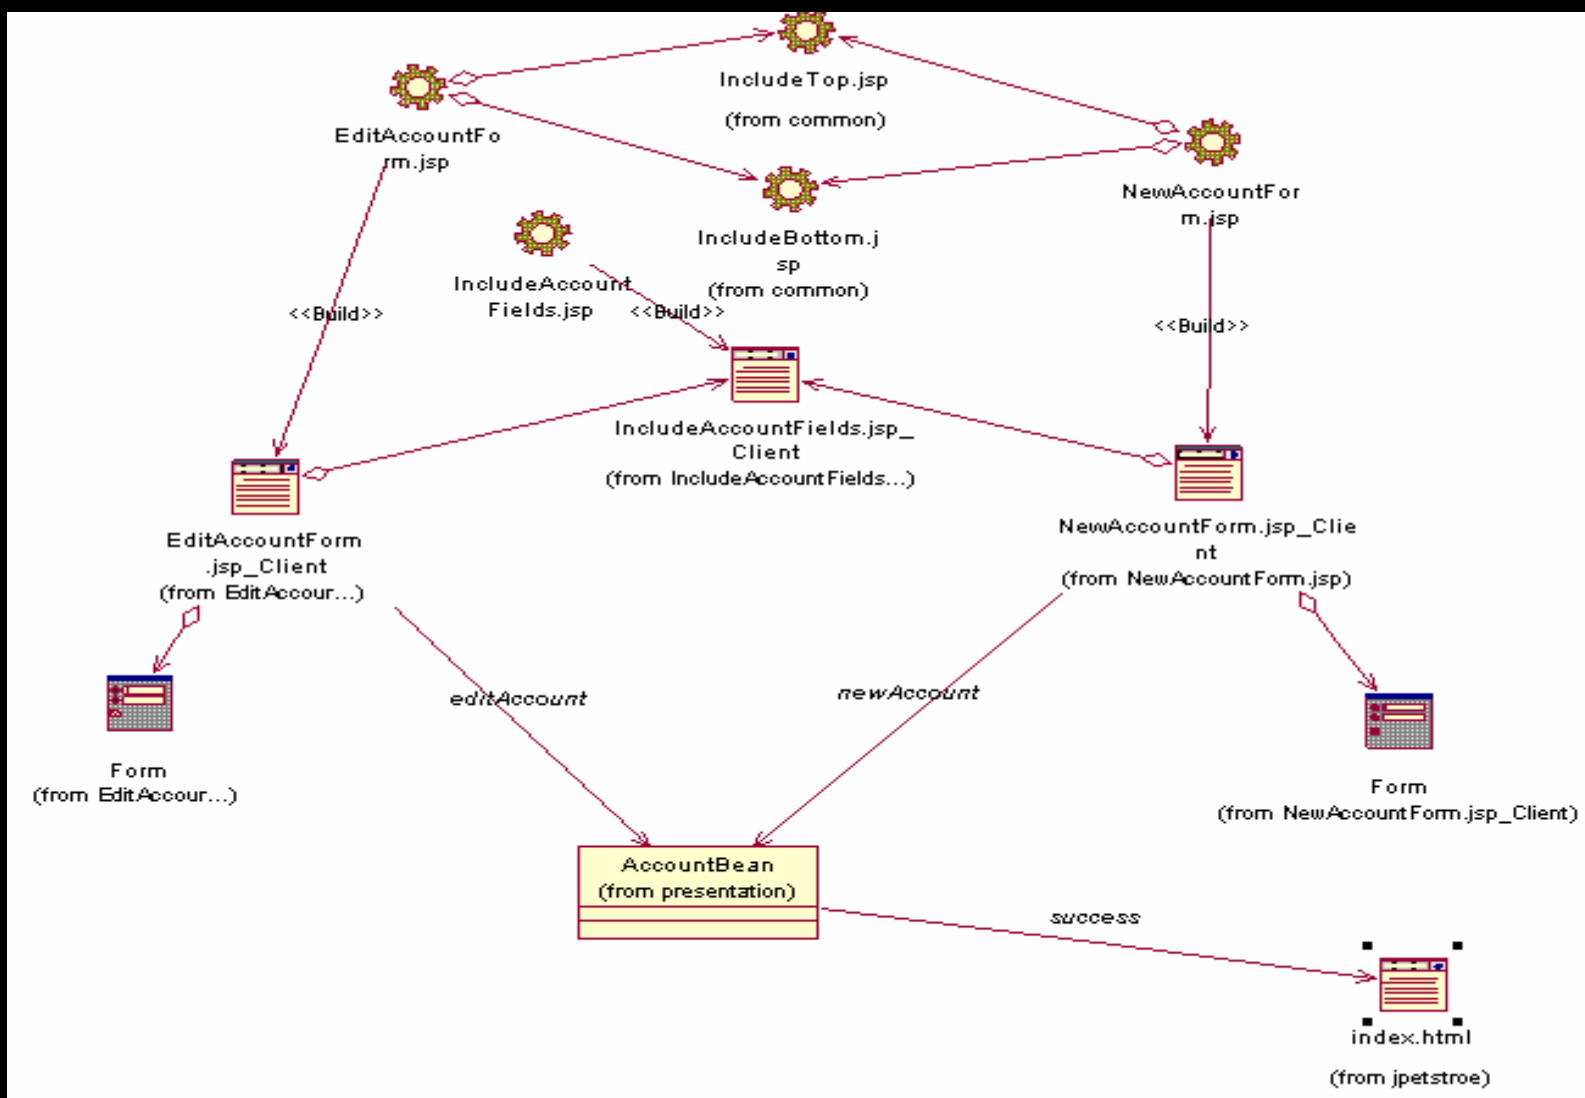 IncludeTop.jsp
(from common)
EditAccountFo
rm.jsp
NewAccountFor
m.jsp
IncludeBottom.j
sp
(from common)
IncludeAccount
Fields.jsp
<<Build>>
<<Build>>
<<Build>>
IncludeAccountFields.jsp_
Client
(from IncludeAccountFields...)
EditAccountForm
.jsp_Client
(from EditAccour...)
NewAccountForm.jsp_Clie
nt
(from NewAccountForm.jsp)
editAccount
newAccount
Form
(from EditAccour...)
Form
(from NewAccountForm.jsp_Client)
AccountBean
(from presentation)
success
index.html
(from jpetstroe)